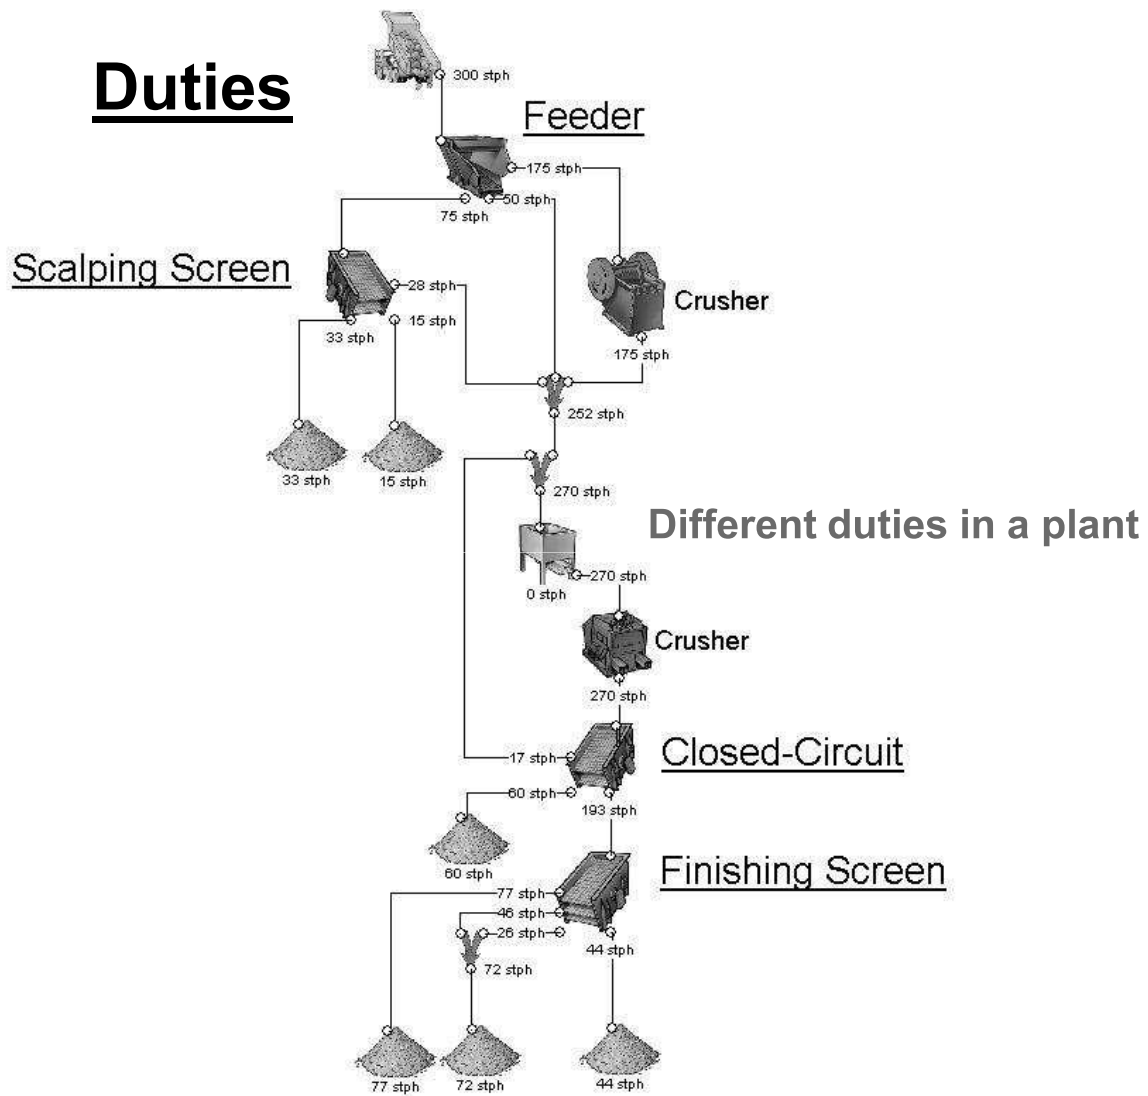 Duties
300 stph
Feeder
175 stph
50 stph
75 stph
Scalping Screen
28 stph
15 stph
33 stph
Crusher
175 stph
252 stph
33 stph
15 stph
270 stph
Different duties in a plant
270 stph
0 stph
Crusher
270 stph
Closed-Circuit
17 stph
60 stph
193 stph
60 stph
Finishing Screen
77 stph
46 stph
26 stph
44 stph
72 stph
77 stph
72 stph
44 stph